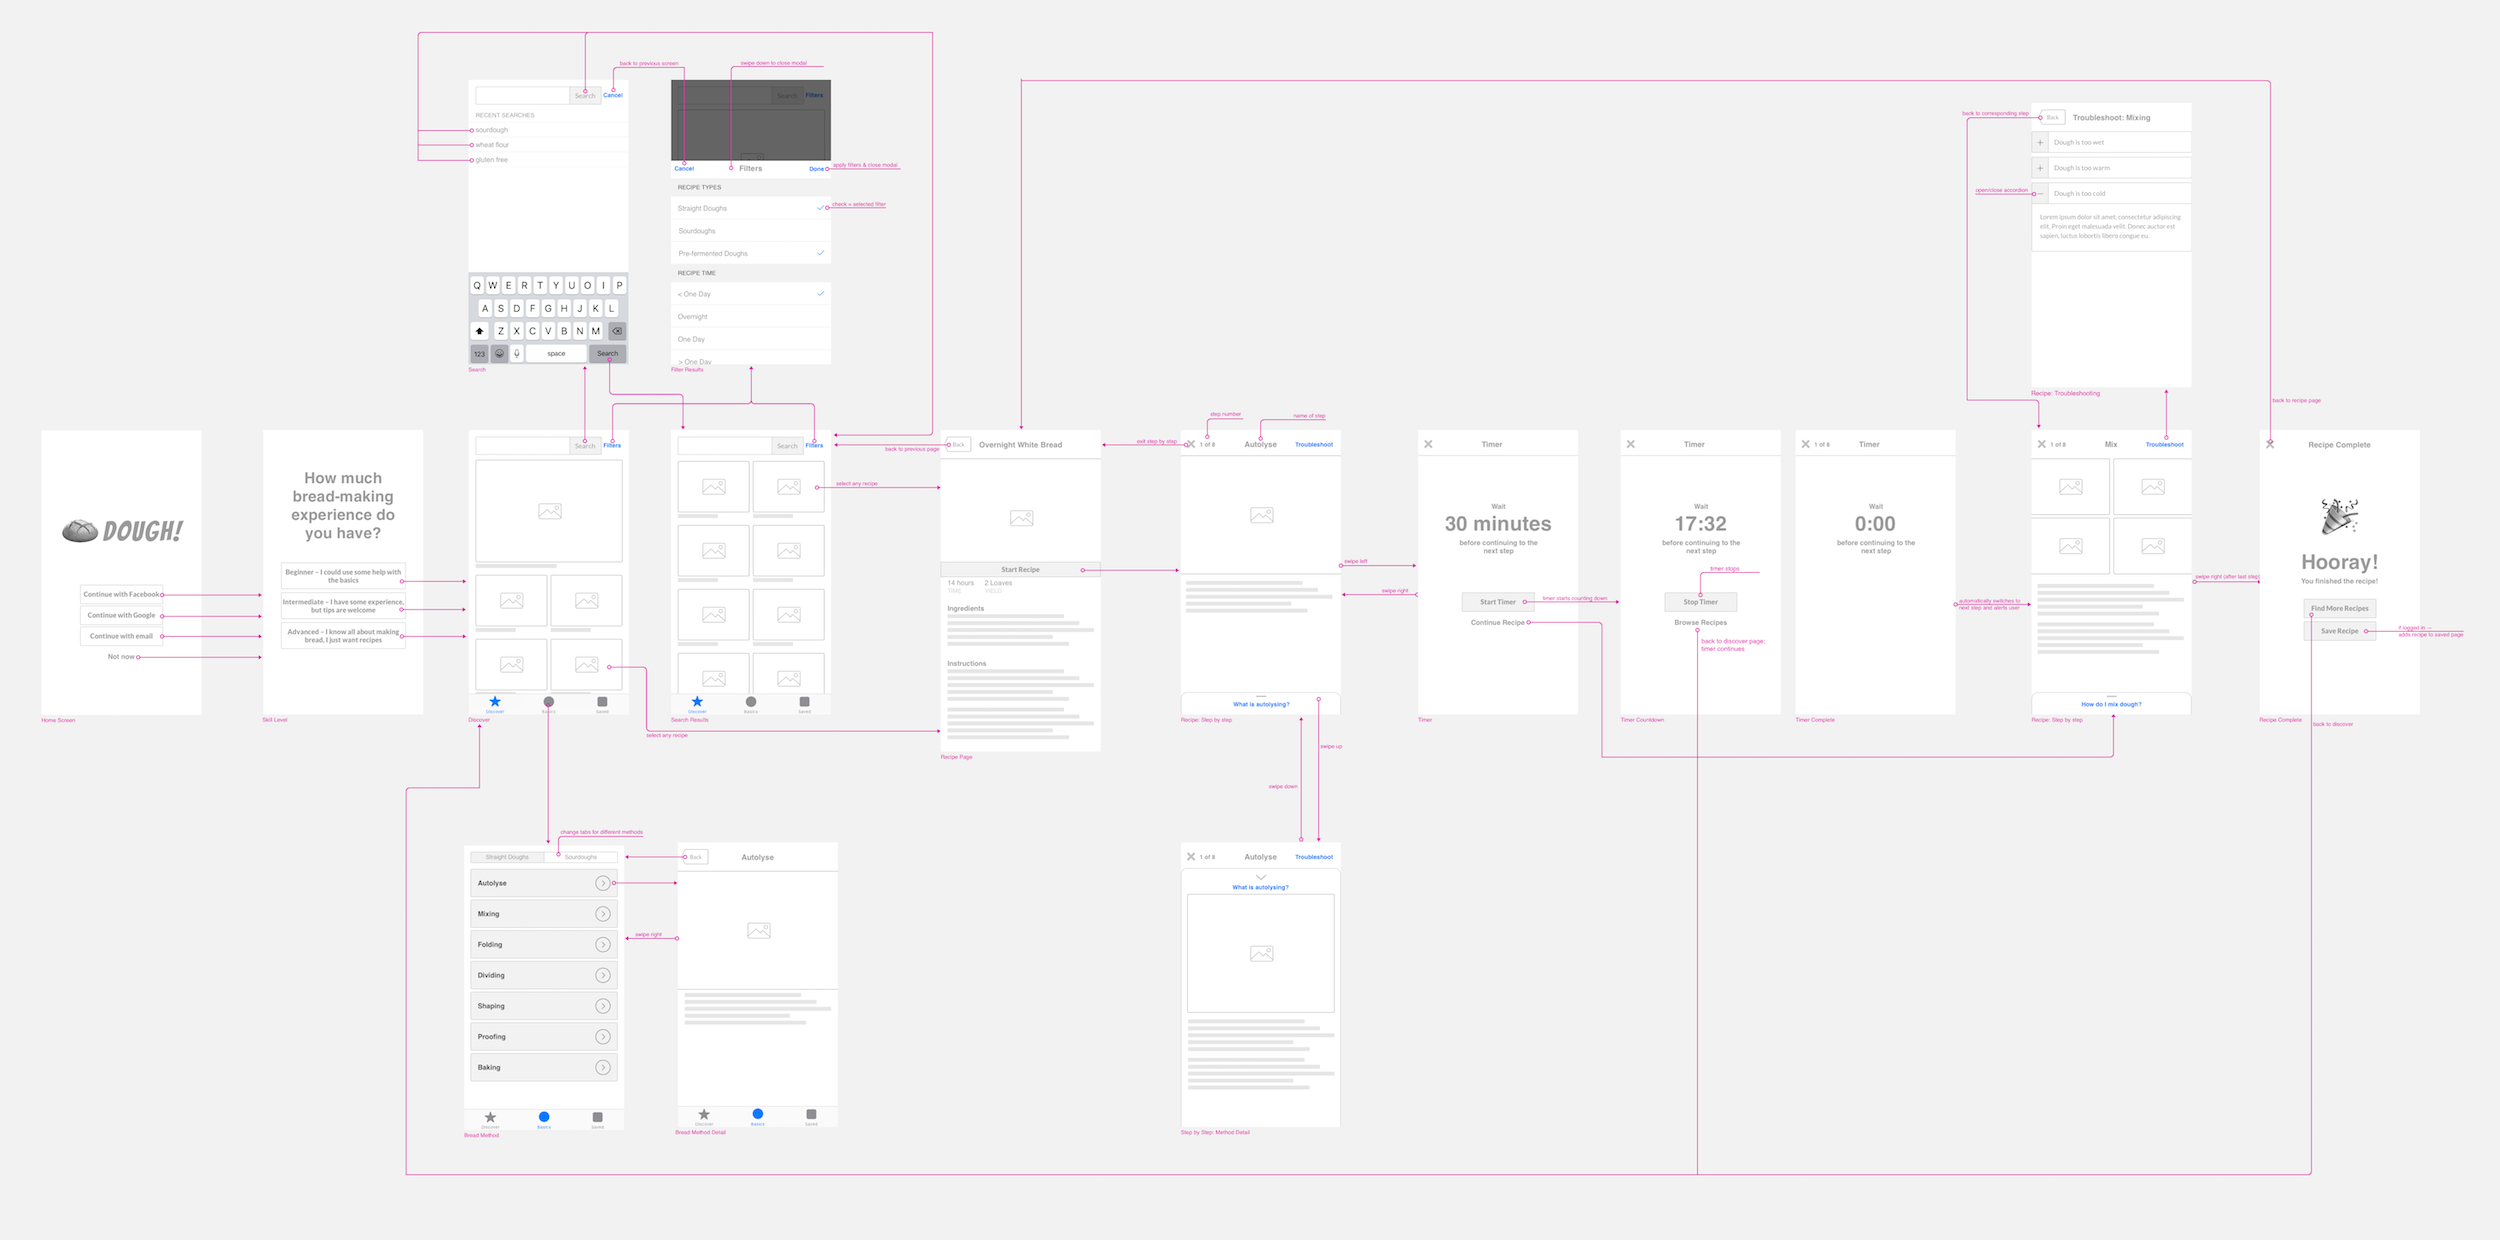 back to previous screen
swipe down to close modal
Search
Cancel
RECENT SEARCHES
sourdough
wheat flour
gluten free
Q W E R T Y U O I P
A S D F G H J K L
Z X C V B N M
123
space
Search
Search
Search
Filters
Cancel
Filters
Done
apply filters & close modal
RECIPE TYPES
Straight Doughs
check = selected filter
Sourdoughs
Pre-fermented Doughs
RECIPE TIME
< One Day
Overnight
One Day
> One Day
Filter Results
back to corresponding step
Back
Troubleshoot: Mixing
Dough is too wet
Dough is too warm
open/close accordion
Dough is too cold
Lorem ipsum dolor sit amet, consectetur adipiscing
elit. Proin eget malesuada velit. Donec auctor est
sapien, luctus lobortis libero congue eu.
Recipe: Troubleshooting
back to recipe page
DOUGH!
Continue with Facebook
Continue with Google
Continue with email
Not now
Home Screen
How much
bread-making
experience do
you have?
Beginner – I could use some help with
the basics
Intermediate – I have some experience,
but tips are welcome
Advanced – I know all about making
bread, I just want recipes
Skill Level
Search
Filters
Discover
Basics
Saved
Discover
select any recipe
Search
Filters
select any recipe
Discover
Basics
Saved
Search Results
back to previous page
Back
Overnight White Bread
Start Recipe
14 hours
2 Loaves
TIME
YIELD
Ingredients
Instructions
Recipe Page
exit step by step
step number
name of step
1 of 8
Autolyse
Troubleshoot
What is autolysing?
Recipe: Step by step
swipe left
swipe right
swipe up
swipe down
Timer
Wait
30 minutes
before continuing to the
next step
Start Timer
Continue Recipe
Timer
timer starts counting down
Timer
Wait
17:32
before continuing to the
next step
timer stops
Stop Timer
Browse Recipes
back to discover page;
timer continues
Timer Countdown
1 of 8
Timer
Wait
0:00
before continuing to the
next step
Timer Complete
automatically switches to
next step and alerts user
1 of 8
Mix
Troubleshoot
How do I mix dough?
Recipe: Step by step
swipe right (after last step)
Recipe Complete
Hooray!
You finished the recipe!
Find More Recipes
Save Recipe
if logged in —
adds recipe to saved page
Recipe Complete
back to discover
change tabs for different methods
Straight Doughs
Sourdoughs
Autolyse
Mixing
Folding
Dividing
Shaping
Proofing
Baking
Discover
Basics
Saved
Bread Method
Back
Autolyse
swipe right
Discover
Basics
Saved
Bread Method Detail
1 of 8
Autolyse
Troubleshoot
What is autolysing?
Step by Step: Method Detail